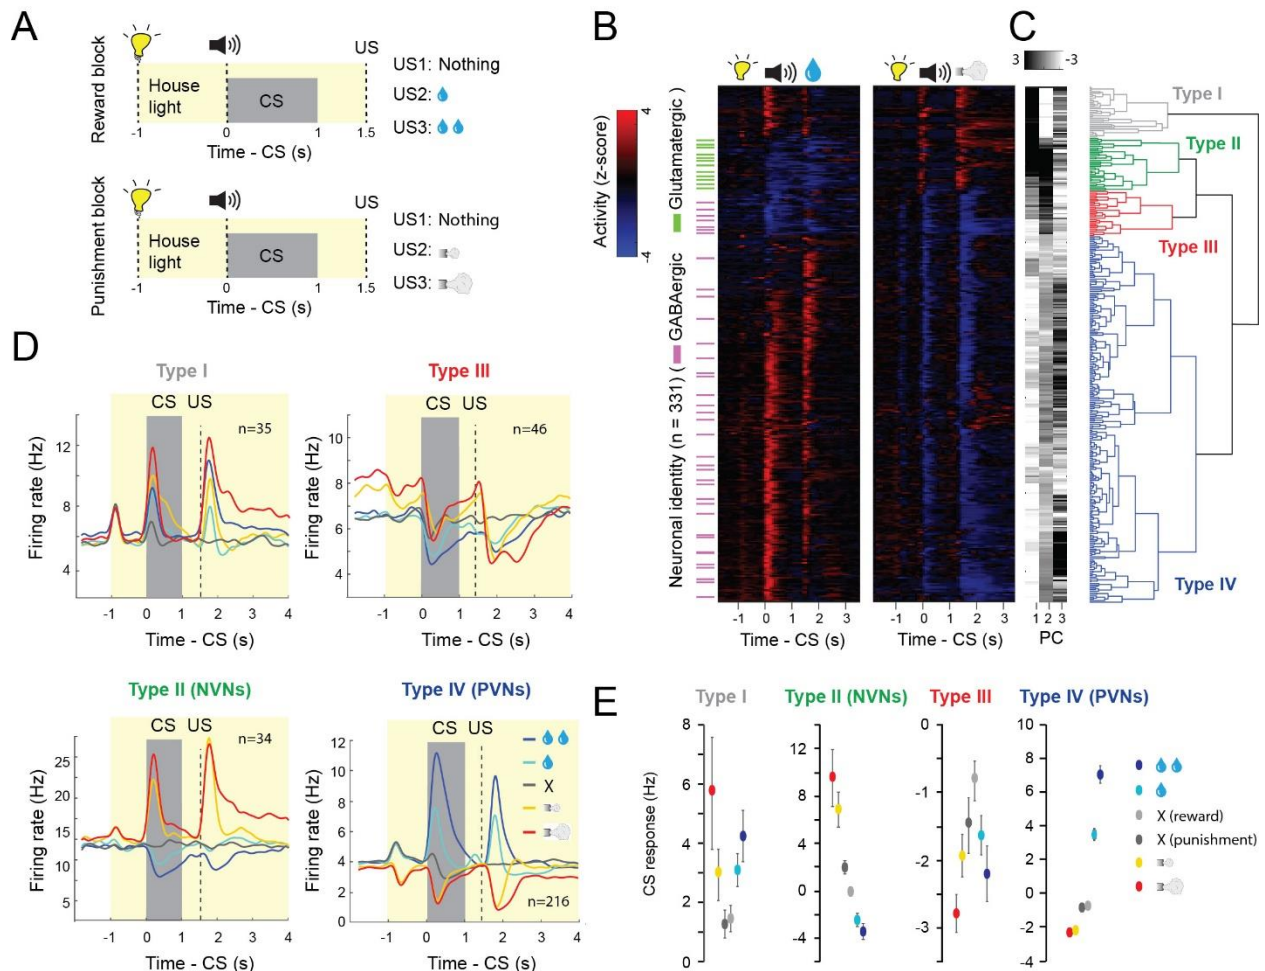 A
Reward block
US
House
light
CS
-1
0
1
1.5
Time - CS (s)
US1: Nothing
US2:
US3:
Punishment block
US
House
light
CS
-1
0
1
1.5
Time - CS (s)
US1: Nothing
US2:
US3:
B
Activity (z-score)
4
-4
Neuronal identity (n = 331) ( GABAergic Glutamatergic )
-1 0 1 2 3
Time - CS (s)
-1 0 1 2 3
Time - CS (s)
C
3 -3
1 2 3
PC
Type I
Type II
Type III
Type IV
D
Type I
CS US
n=35
Firing rate (Hz)
12
8
6
4
-1 0 1 2 3 4
Time - CS (s)
Type III
CS US
n=46
Firing rate (Hz)
10
8
6
4
-1 0 1 2 3 4
Time - CS (s)
Type II (NVNs)
CS US
n=34
Firing rate (Hz)
25
20
15
10
5
-1 0 1 2 3 4
Time - CS (s)
Type IV (PVNs)
CS US
X
n=216
Firing rate (Hz)
12
10
8
6
4
2
0
-1 0 1 2 3 4
Time - CS (s)
E
CS response (Hz)
Type I
8
6
4
2
0
Type II (NVNs)
12
8
4
0
-4
Type III
0
-1
-2
-3
Type IV (PVNs)
10
8
6
4
2
0
-2
-4
X (reward)
X (punishment)